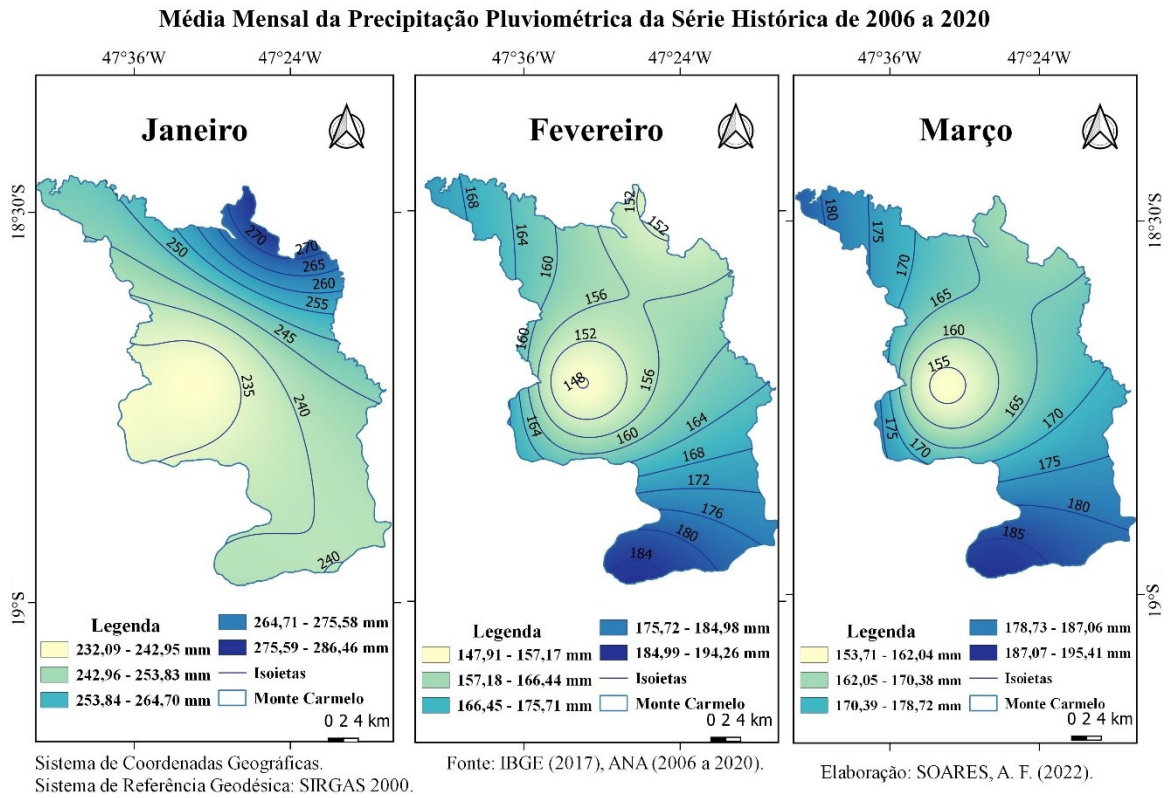 Média Mensal da Precipitação Pluviométrica da Série Histórica de 2006 a 2020
47°36'W
47°24'W
47°36'W
47°24'W
47°36'W
47°24'W
18°30'S
19°S
Janeiro
250
270
270
265
260
255
245
235
240
240
Legenda
232,09 - 242,95 mm
242,96 - 253,83 mm
253,84 - 264,70 mm
264,71 - 275,58 mm
275,59 - 286,46 mm
Isoietas
Monte Carmelo
0 2 4 km
Fevereiro
168
164
160
152
152
156
160
152
148
156
164
160
164
168
172
176
180
184
Legenda
147,91 - 157,17 mm
157,18 - 166,44 mm
166,45 - 175,71 mm
175,72 - 184,98 mm
184,99 - 194,26 mm
Isoietas
Monte Carmelo
0 2 4 km
Março
180
175
170
165
160
155
165
175
170
170
175
180
185
Legenda
153,71 - 162,04 mm
162,05 - 170,38 mm
170,39 - 178,72 mm
178,73 - 187,06 mm
187,07 - 195,41 mm
Isoietas
Monte Carmelo
0 2 4 km
18°30'S
19°S
Sistema de Coordenadas Geográficas.
Sistema de Referência Geodésica: SIRGAS 2000.
Fonte: IBGE (2017), ANA (2006 a 2020).
Elaboração: SOARES, A. F. (2022).